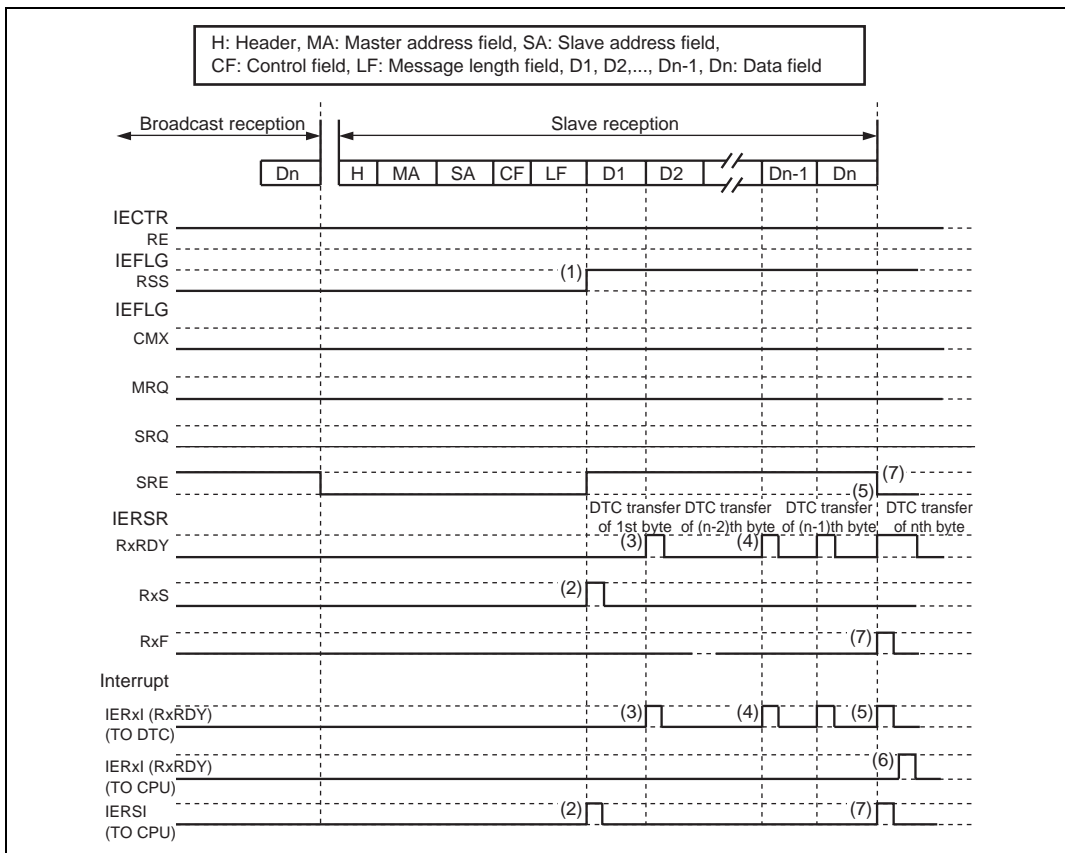 H: Header, MA: Master address field, SA: Slave address field,
CF: Control field, LF: Message length field, D1, D2,..., Dn-1, Dn: Data field
Broadcast reception Slave reception
Dn H MA SA CF LF D1 D2 Dn-1 Dn
IECTR
RE
IEFLG
RSS (1)
IEFLG
CMX
MRQ
SRQ
SRE (5) (7)
IERSR
DTC transfer of 1st byte
DTC transfer of (n-2)th byte
DTC transfer of (n-1)th byte
DTC transfer of nth byte
RxRDY (3) (4)
RxS (2)
RxF (7)
Interrupt
IERxI (RxRDY) (3) (4) (5)
(TO DTC)
IERxI (RxRDY) (6)
(TO CPU)
IERSI (2) (7)
(TO CPU)